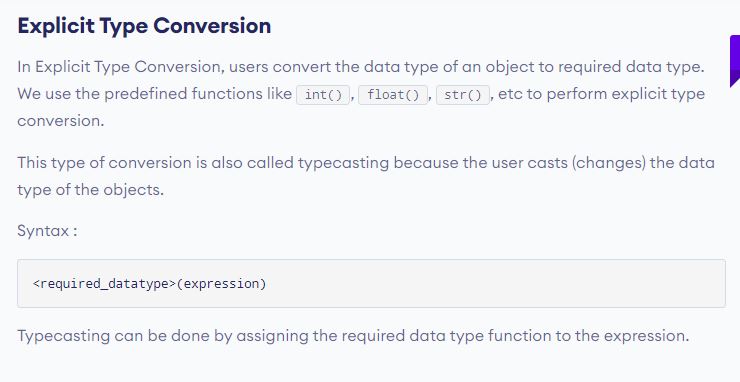 Explicit Type Conversion
In Explicit Type Conversion, users convert the data type of an object to required data type.
We use the predefined functions like int(), float(), str(), etc to perform explicit type
conversion.
This type of conversion is also called typecasting because the user casts (changes) the data
type of the objects.
Syntax :
<required_datatype>(expression)
Typecasting can be done by assigning the required data type function to the expression.